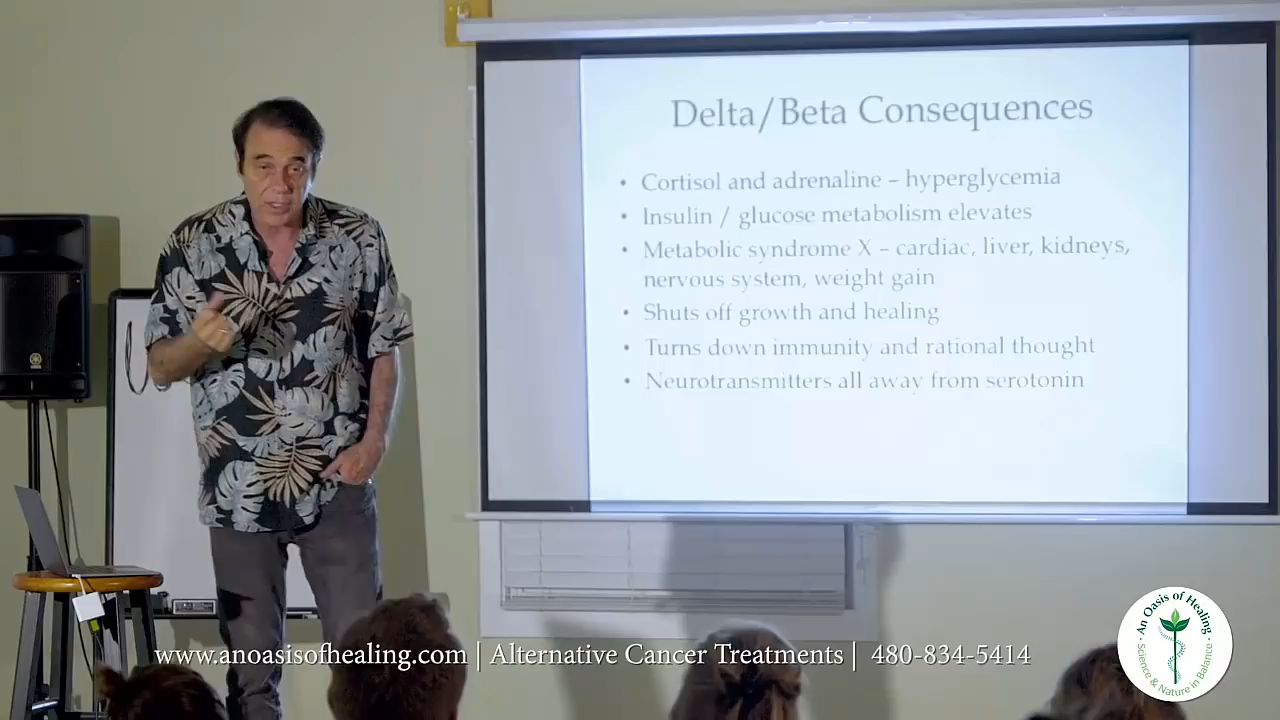 Delta/Beta Consequences
• Cortisol and adrenaline – hyperglycemia
• Insulin / glucose metabolism elevates
• Metabolic syndrome X – cardiac, liver, kidneys,
nervous system, weight gain
• Shuts off growth and healing
• Turns down immunity and rational thought
• Neurotransmitters all away from serotonin
www.anoasisofhealing.com | Alternative Cancer Treatments | 480-834-5414
An Oasis of Healing
Science & Nature in Balance